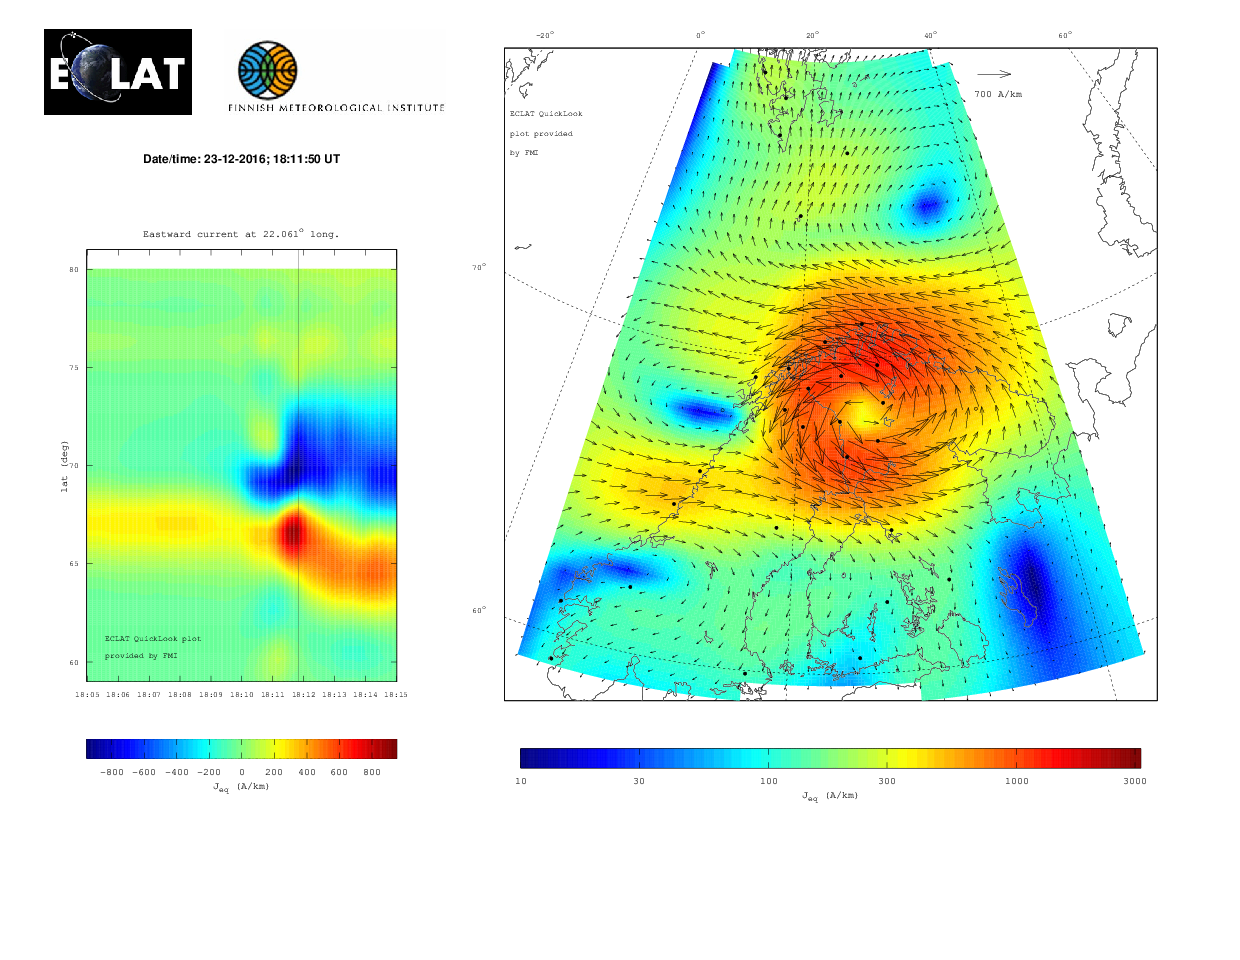 ECLAT
FINNISH METEOROLOGICAL INSTITUTE
Date/time: 23-12-2016; 18:11:50 UT
Eastward current at 22.061° long.
80
75
70
65
60
lat (deg)
ECLAT QuickLook plot
provided by FMI
18:05 18:06 18:07 18:08 18:09 18:10 18:11 18:12 18:13 18:14 18:15
-800 -600 -400 -200 0 200 400 600 800
Jeq (A/km)
-20° 0° 20° 40° 60°
700 A/km
ECLAT QuickLook
plot provided
by FMI
70°
60°
10 30 100 300 1000 3000
Jeq (A/km)